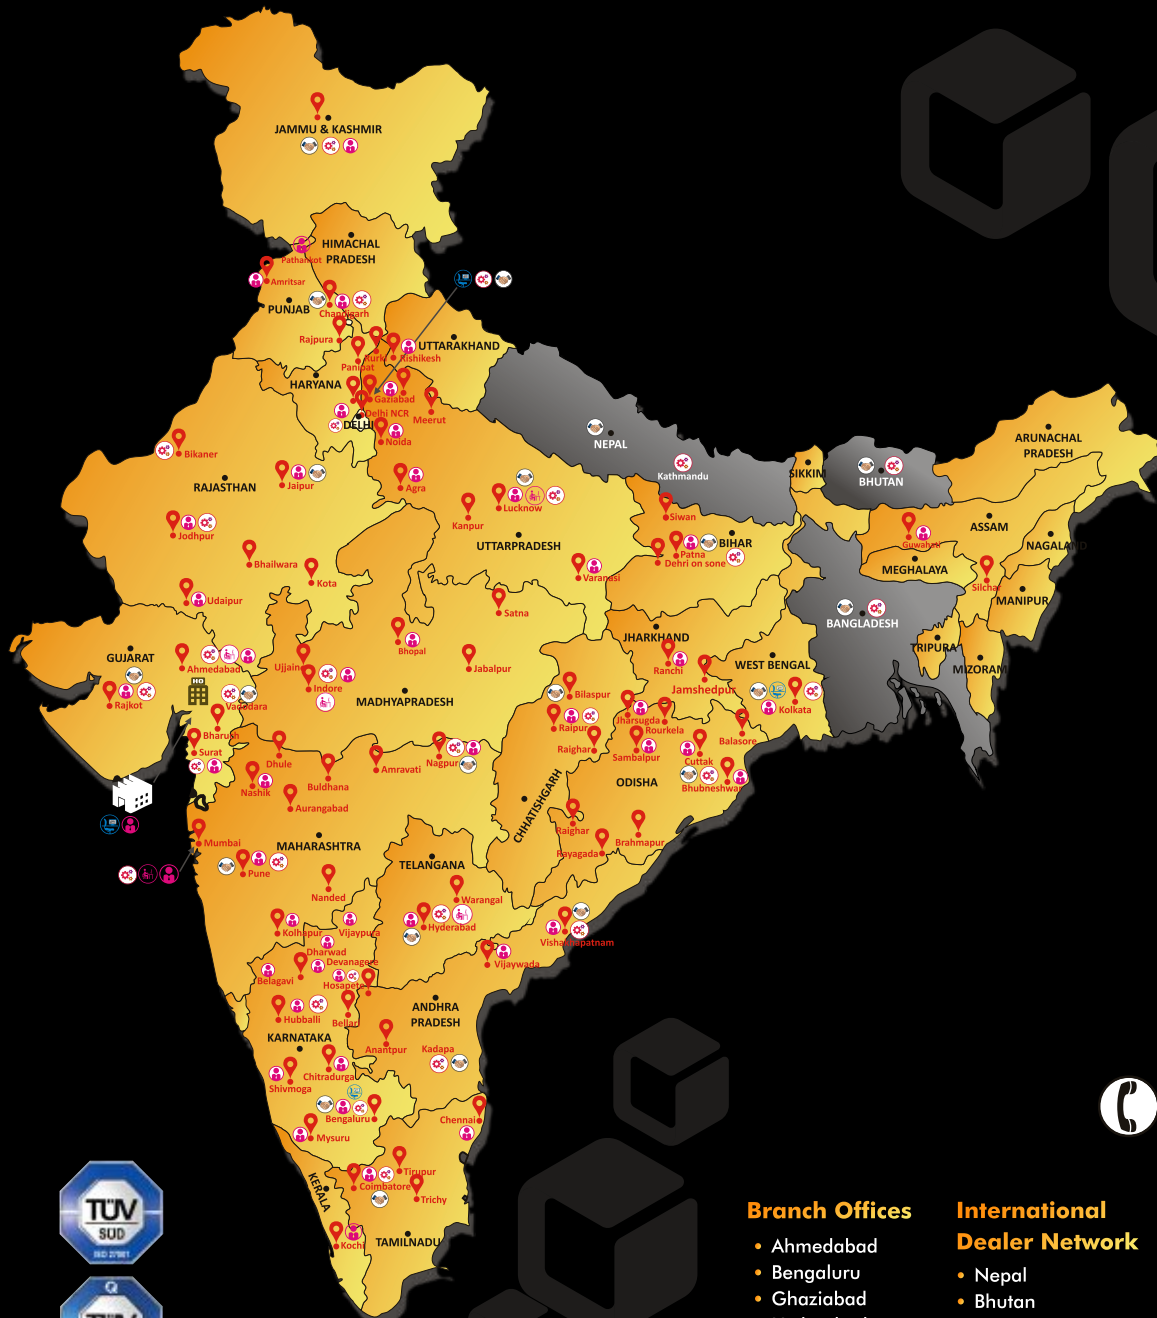 JAMMU & KASHMIR
HIMACHAL
PRADESH
Pathankot
Amritsar
PUNJAB
Chandigarh
Rajpura
UTTARAKHAND
Panipat
Rishikesh
HARYANA
Gaziabad
Delhi NCR
Meerut
DELHI
Noida
NEPAL
Kathmandu
SIKKIM
BHUTAN
ARUNACHAL
PRADESH
Bikaner
RAJASTHAN
Jaipur
Agra
Kanpur
Lucknow
Siwan
ASSAM
Jodhpur
UTTARPRADESH
Patna
BIHAR
Dehri on sone
Guwahati
NAGALAND
Bhailwara
Kota
Varanasi
MEGHALAYA
Silchar
MANIPUR
Udaipur
Satna
BANGLADESH
GUJARAT
Ahmedabad
Ujjain
Bhopal
Jabalpur
JHARKHAND
Ranchi
WEST BENGAL
TRIPURA
MIZORAM
HO
Rajkot
Vadodara
Indore
MADHYAPRADESH
Bilaspur
Jamshedpur
Kolkata
Bharush
Raipur
Jharsugda
Rourkela
Balasore
Surat
Dhule
Nagpur
Raighar
Sambalpur
Cuttak
Nashik
Buldhana
Amravati
ODISHA
Bhubneshwar
Aurangabad
CHHATISHGARH
Mumbai
MAHARASHTRA
Raighar
Brahmapur
Rayagada
Pune
TELANGANA
Nanded
Warangal
Kolhapur
Vijaypura
Hyderabad
Vishakhapatnam
Dharwad
Devanagere
Vijaywada
Belagavi
Hosapete
Hubballi
Bellari
ANDHRA
PRADESH
KARNATAKA
Anantpur
Kadapa
Chitradurga
Shivmoga
Bengaluru
Chennai
Mysuru
Tirupur
Coimbatore
Trichy
KERALA
Kochi
TAMILNADU
TÜV
SÜD
ISO 27001
Branch Offices
• Ahmedabad
• Bengaluru
• Ghaziabad
International
Dealer Network
• Nepal
• Bhutan